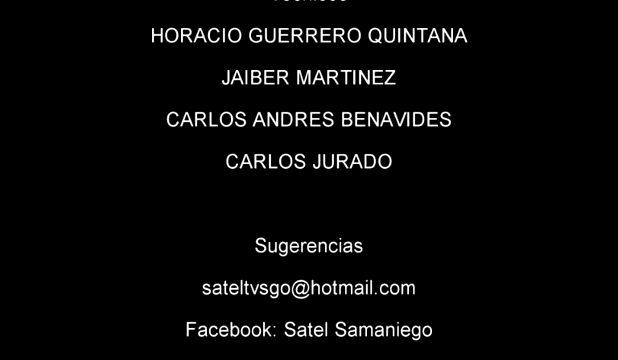 HORACIO GUERRERO QUINTANA
JAIBER MARTINEZ
CARLOS ANDRES BENAVIDES
CARLOS JURADO
Sugerencias
sateltvsgo@hotmail.com
Facebook: Satel Samaniego